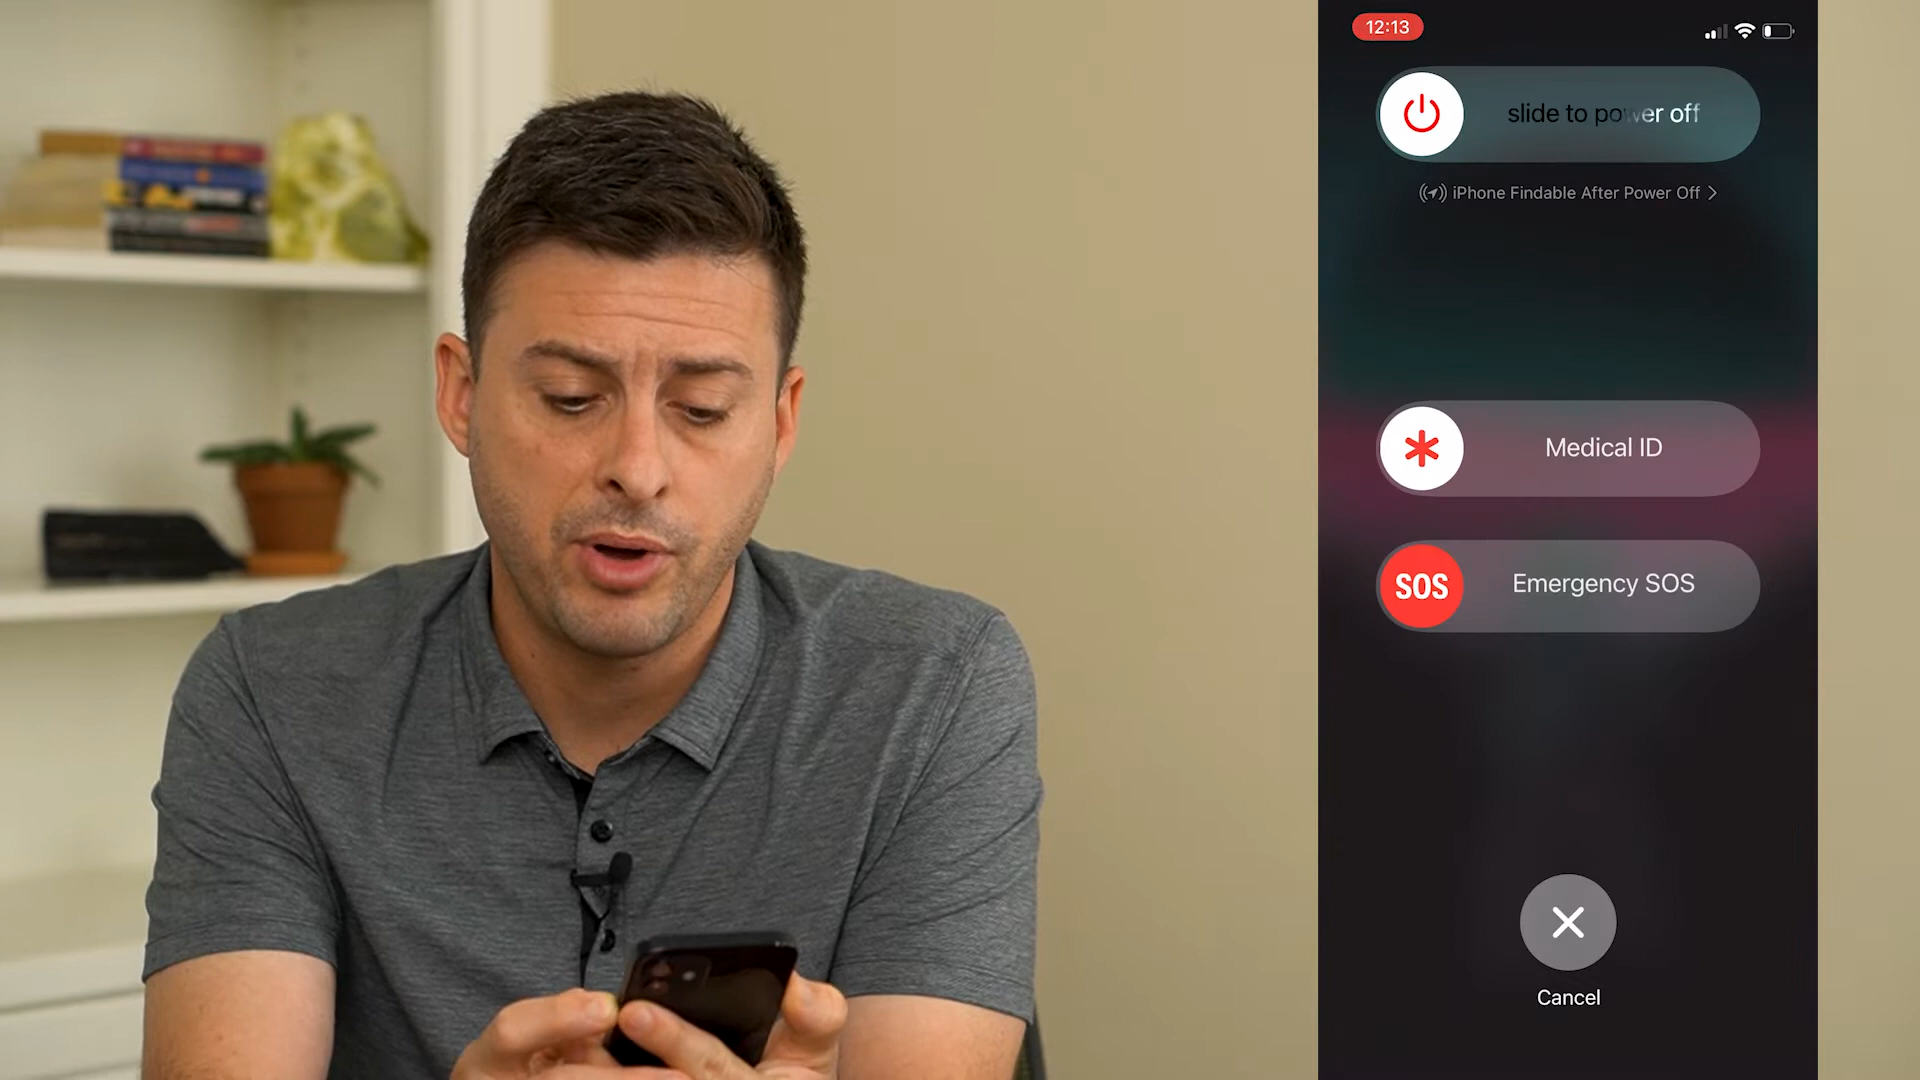 12:13
slide to power off
iPhone Findable After Power Off
Medical ID
SOS Emergency SOS
Cancel